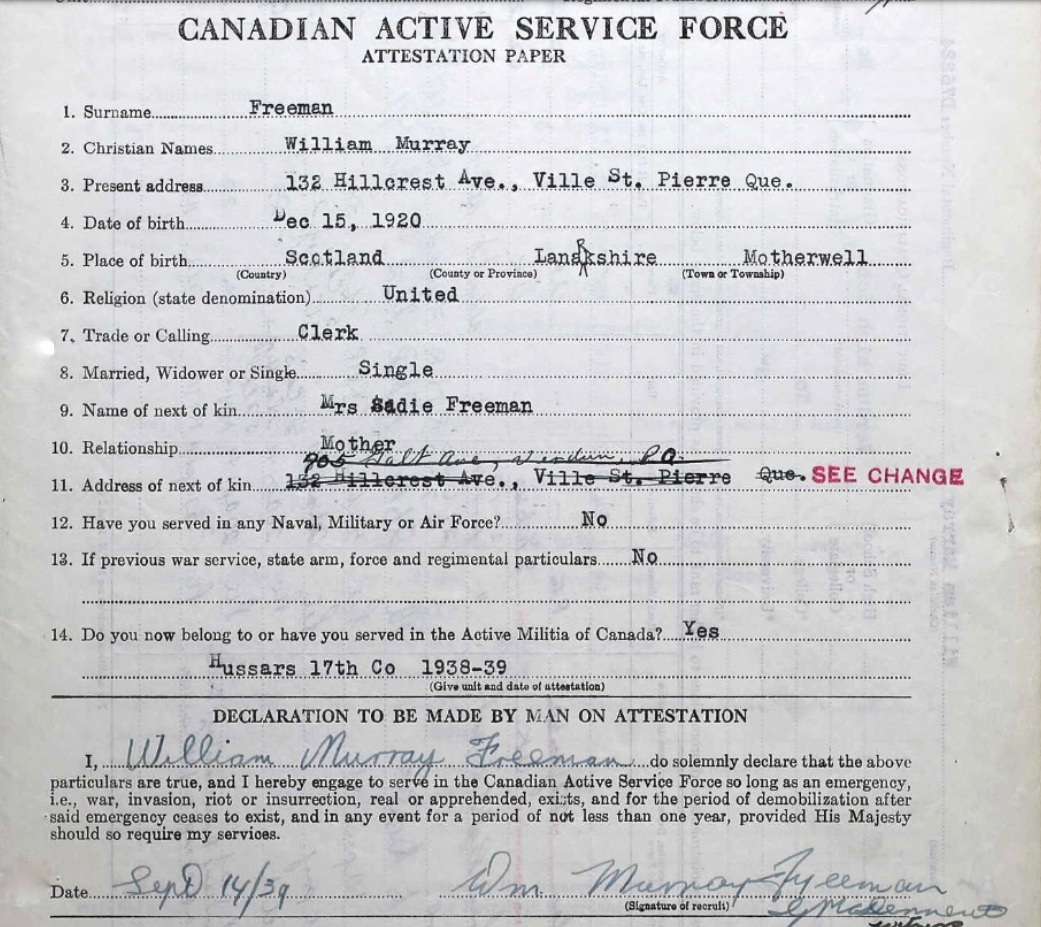 CANADIAN ACTIVE SERVICE FORCE
ATTESTATION PAPER
1. Surname Freeman
2. Christian Names William Murray
3. Present address 132 Hillcrest Ave., Ville St. Pierre Que.
4. Date of birth Dec 15, 1920
5. Place of birth Scotland Lanarkshire Motherwell
(Country) (County or Province) (Town or Township)
6. Religion (state denomination) United
7. Trade or Calling Clerk
8. Married, Widower or Single Single
9. Name of next of kin Mrs Sadie Freeman
10. Relationship Mother
905 Galt Ave, Verdun, P.Q.
11. Address of next of kin 132 Hillcrest Ave., Ville St. Pierre Que. SEE CHANGE
12. Have you served in any Naval, Military or Air Force? No
13. If previous war service, state arm, force and regimental particulars No
14. Do you now belong to or have you served in the Active Militia of Canada? Yes
Hussars 17th Co 1938-39
(Give unit and date of attestation)
DECLARATION TO BE MADE BY MAN ON ATTESTATION
I, William Murray Freeman do solemnly declare that the above
particulars are true, and I hereby engage to serve in the Canadian Active Service Force so long as an emergency,
i.e., war, invasion, riot or insurrection, real or apprehended, exists, and for the period of demobilization after
said emergency ceases to exist, and in any event for a period of not less than one year, provided His Majesty
should so require my services.
Date Sept 14/39 Wm. Murray Freeman
(Signature of recruit)